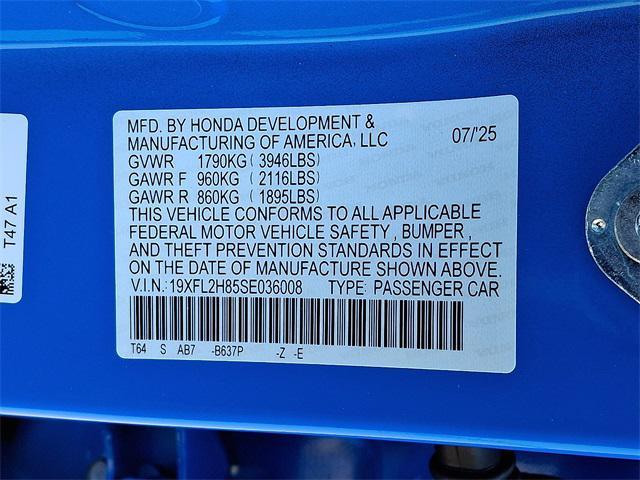 MFD. BY HONDA DEVELOPMENT &
MANUFACTURING OF AMERICA, LLC 07/'25
GVWR 1790KG ( 3946LBS)
GAWR F 960KG ( 2116LBS)
GAWR R 860KG ( 1895LBS)
THIS VEHICLE CONFORMS TO ALL APPLICABLE
FEDERAL MOTOR VEHICLE SAFETY , BUMPER ,
AND THEFT PREVENTION STANDARDS IN EFFECT
ON THE DATE OF MANUFACTURE SHOWN ABOVE.
V.I.N.: 19XFL2H85SE036008 TYPE: PASSENGER CAR
T64 S AB7 -B637P -Z -E
T47 A1